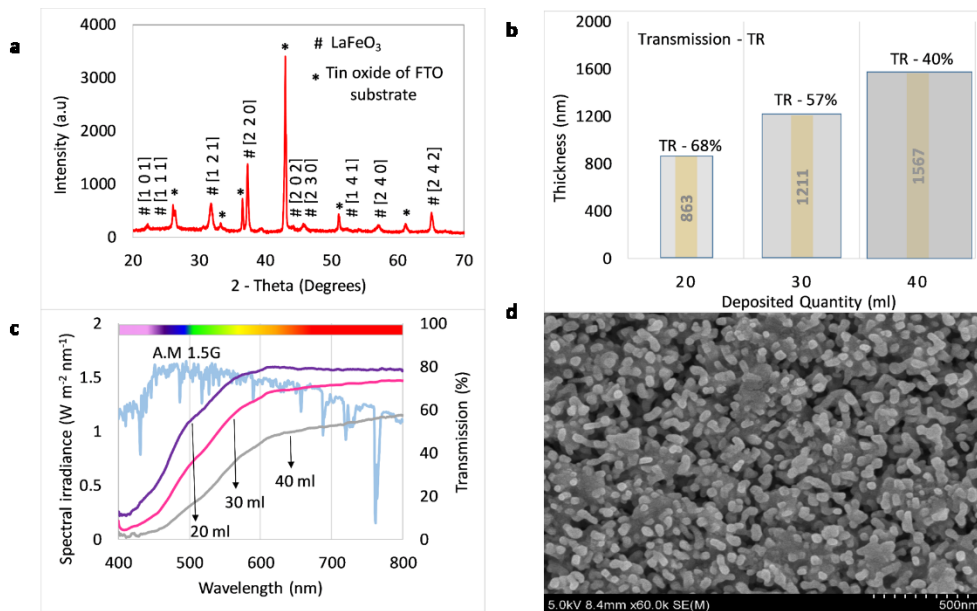 a
4000
3000
2000
1000
0
Intensity (a.u)
# LaFeO₃
* Tin oxide of FTO
substrate
# [1 0 1]
# [1 1 1]
*
# [1 2 1]
*
*
# [2 2 0]
*
# [2 0 2]
# [2 3 0]
*
# [1 4 1]
# [2 4 0]
*
# [2 4 2]
20 30 40 50 60 70
2 - Theta (Degrees)
b
Transmission - TR
2000
1600
1200
800
400
0
Thickness (nm)
TR - 68%
TR - 57%
TR - 40%
863
1211
1567
20 30 40
Deposited Quantity (ml)
c
2
1.5
1
0.5
0
Spectral Irradiance (W m⁻² nm⁻¹)
A.M 1.5G
100
80
60
40
20
0
Transmission (%)
20 ml
30 ml
40 ml
400 500 600 700 800
Wavelength (nm)
d
5.0kV 8.4mm x60.0k SE(M)
500nm